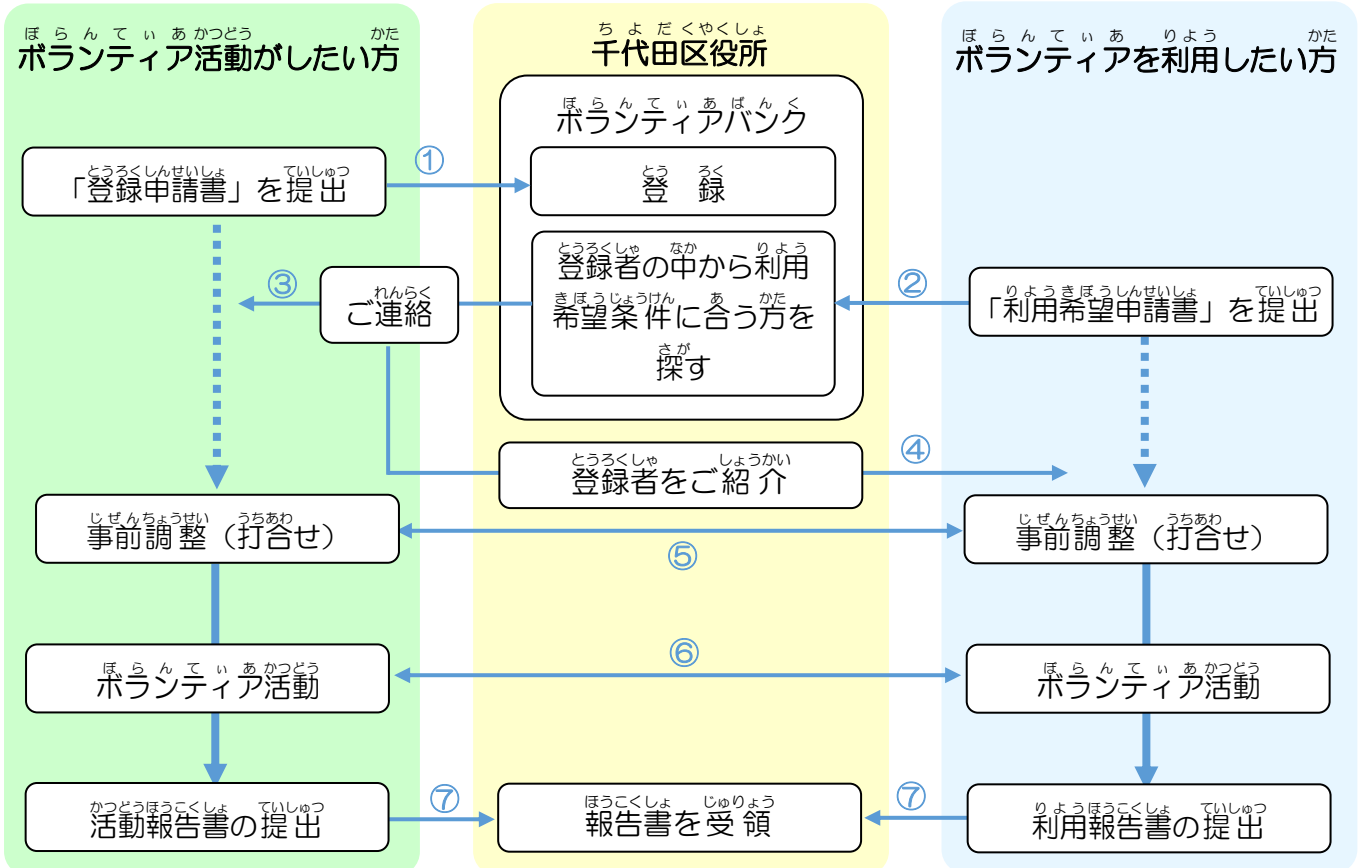 ぼらんてぃあかつどう かた
ボランティア活動がしたい方
ちよだくやくしょ
千代田区役所
ぼらんてぃあ りよう かた
ボランティアを利用したい方
ぼらんてぃあばんく
ボランティアバンク
とうろくしんせいしょ ていしゅつ
「登録申請書」を提出
①
とう ろく
登 録
とうろくしゃ なか りよう
登録者の中から利用
きぼうじょうけん あ かた
希望条件に合う方を
さが
探す
③
れんらく
ご連絡
②
りようきぼうしんせいしょ ていしゅつ
「利用希望申請書」を提出
とうろくしゃ しょうかい
登録者をご紹介
④
じぜんちょうせい うちあわ
事前調整（打合せ）
⑤
じぜんちょうせい うちあわ
事前調整（打合せ）
ぼらんてぃあかつどう
ボランティア活動
⑥
ぼらんてぃあかつどう
ボランティア活動
かつどうほうこくしょ ていしゅつ
活動報告書の提出
⑦
ほうこくしょ じゅりょう
報告書を受領
⑦
りようほうこくしょ ていしゅつ
利用報告書の提出